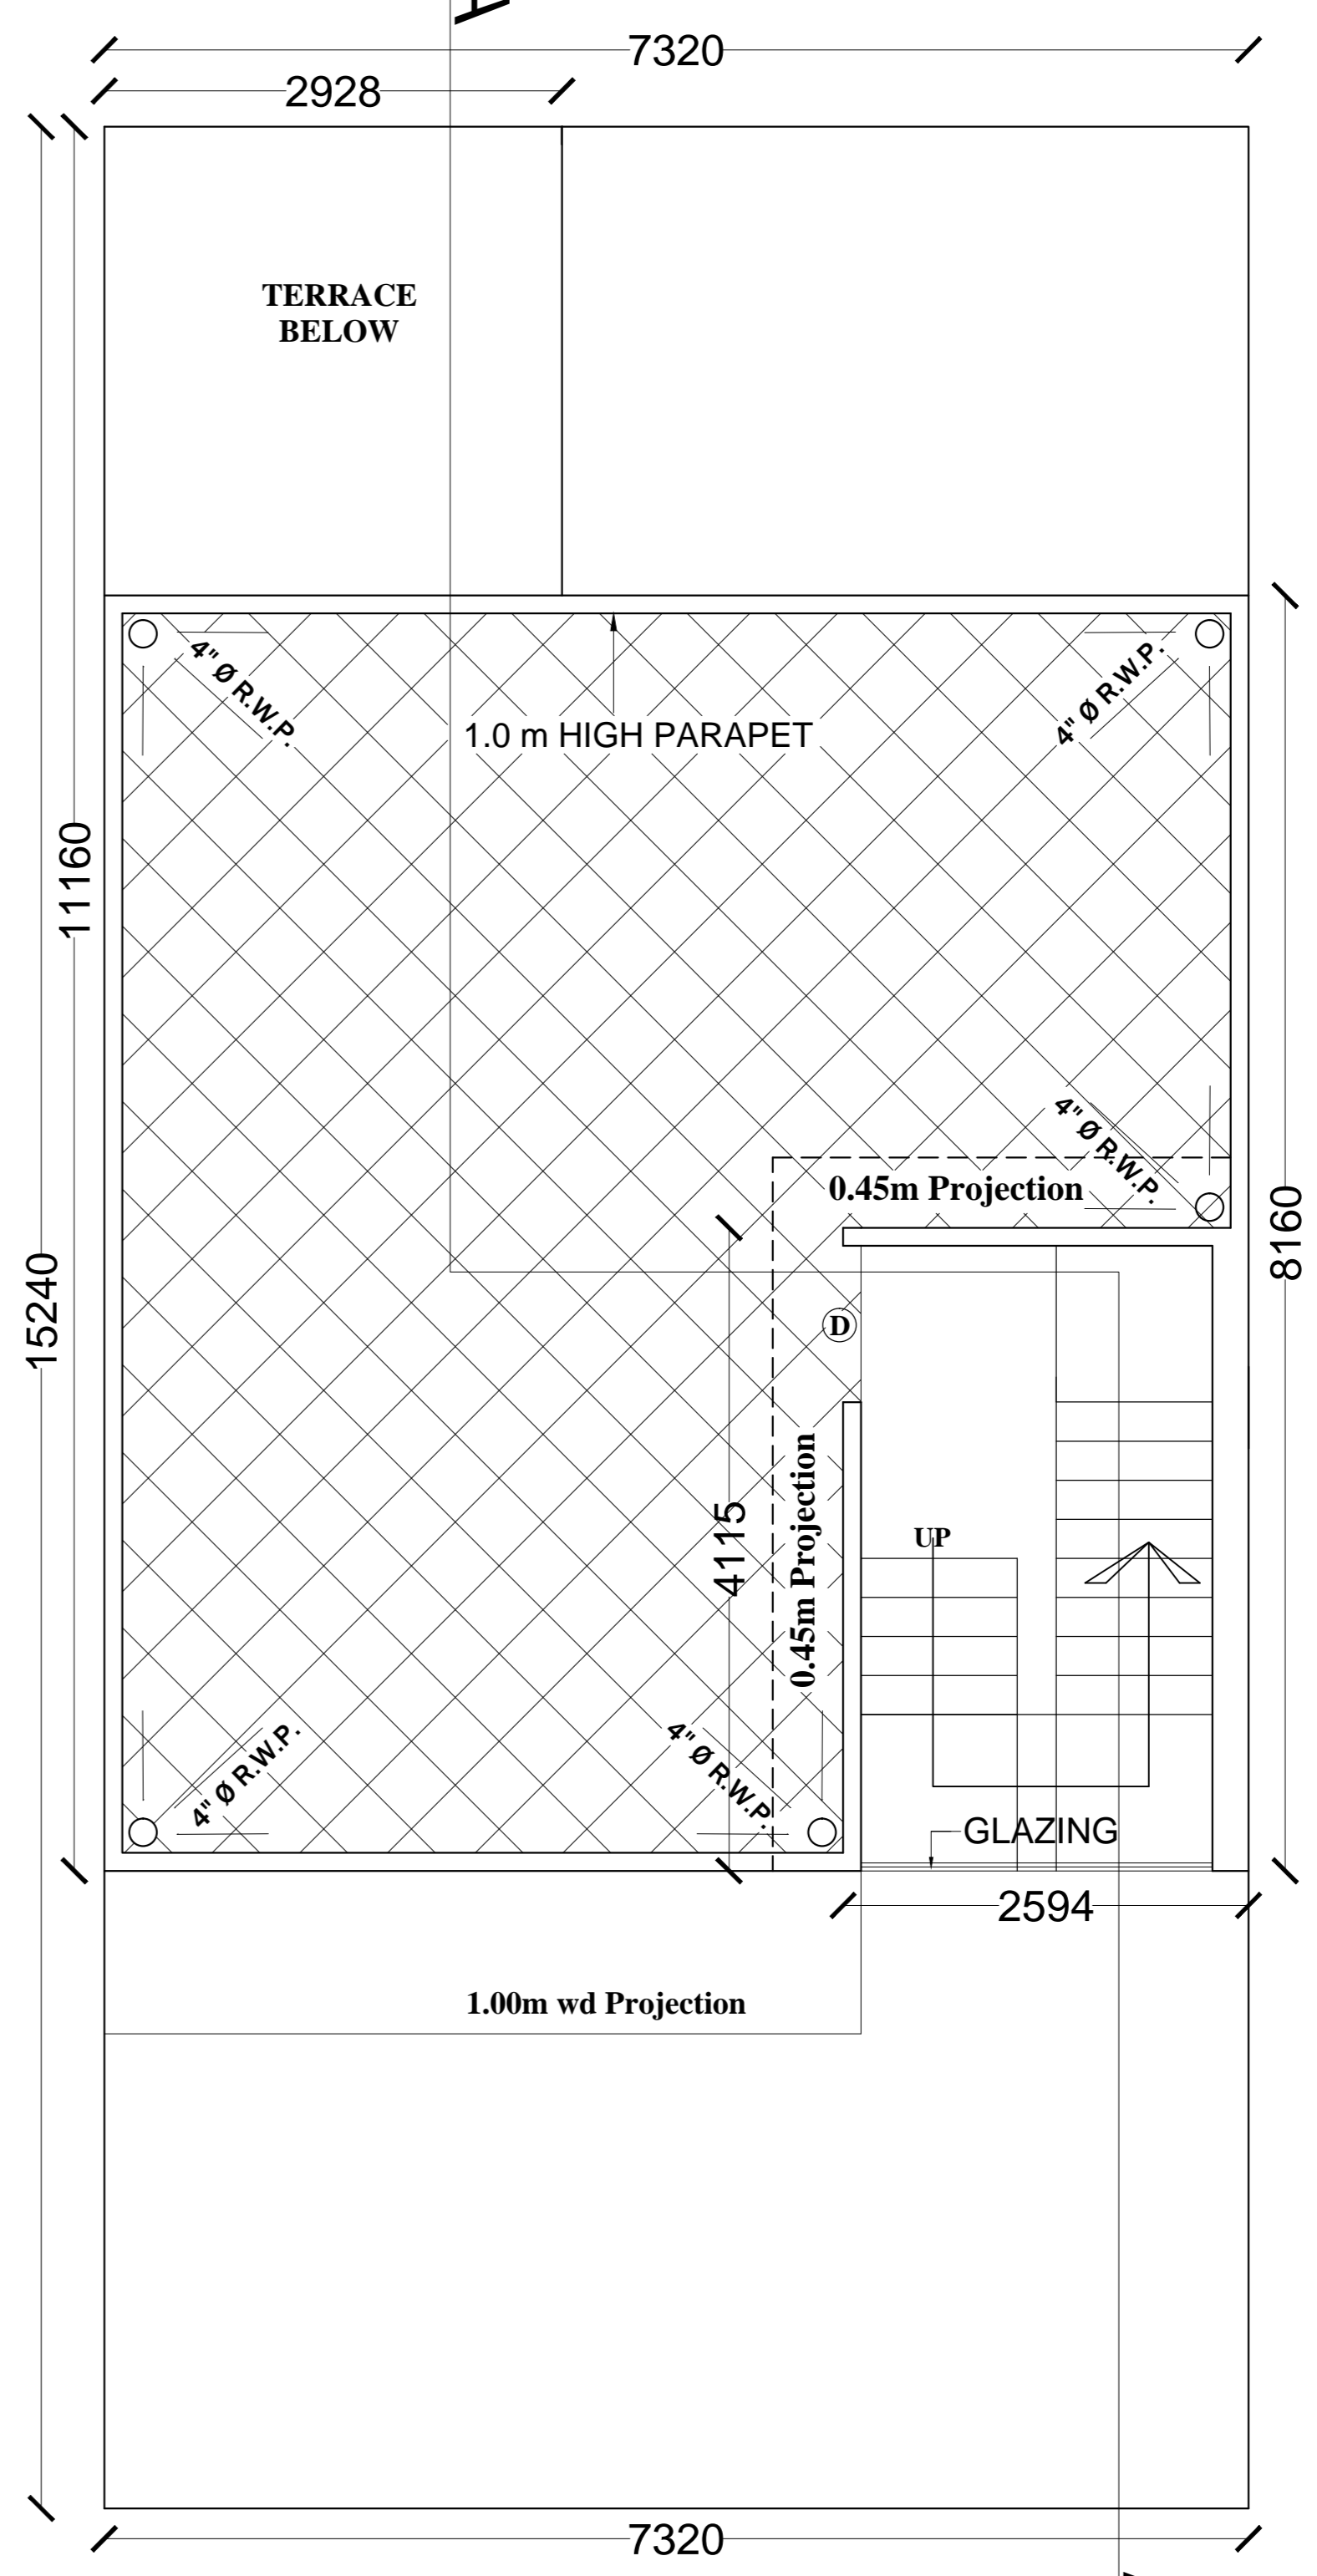 A
7320
2928
TERRACE
BELOW
4" Ø R.W.P.
4" Ø R.W.P.
1.0 m HIGH PARAPET
11160
4" Ø R.W.P.
0.45m Projection
8160
15240
D
4115
0.45m Projection
UP
4" Ø R.W.P.
4" Ø R.W.P.
GLAZING
2594
1.00m wd Projection
7320